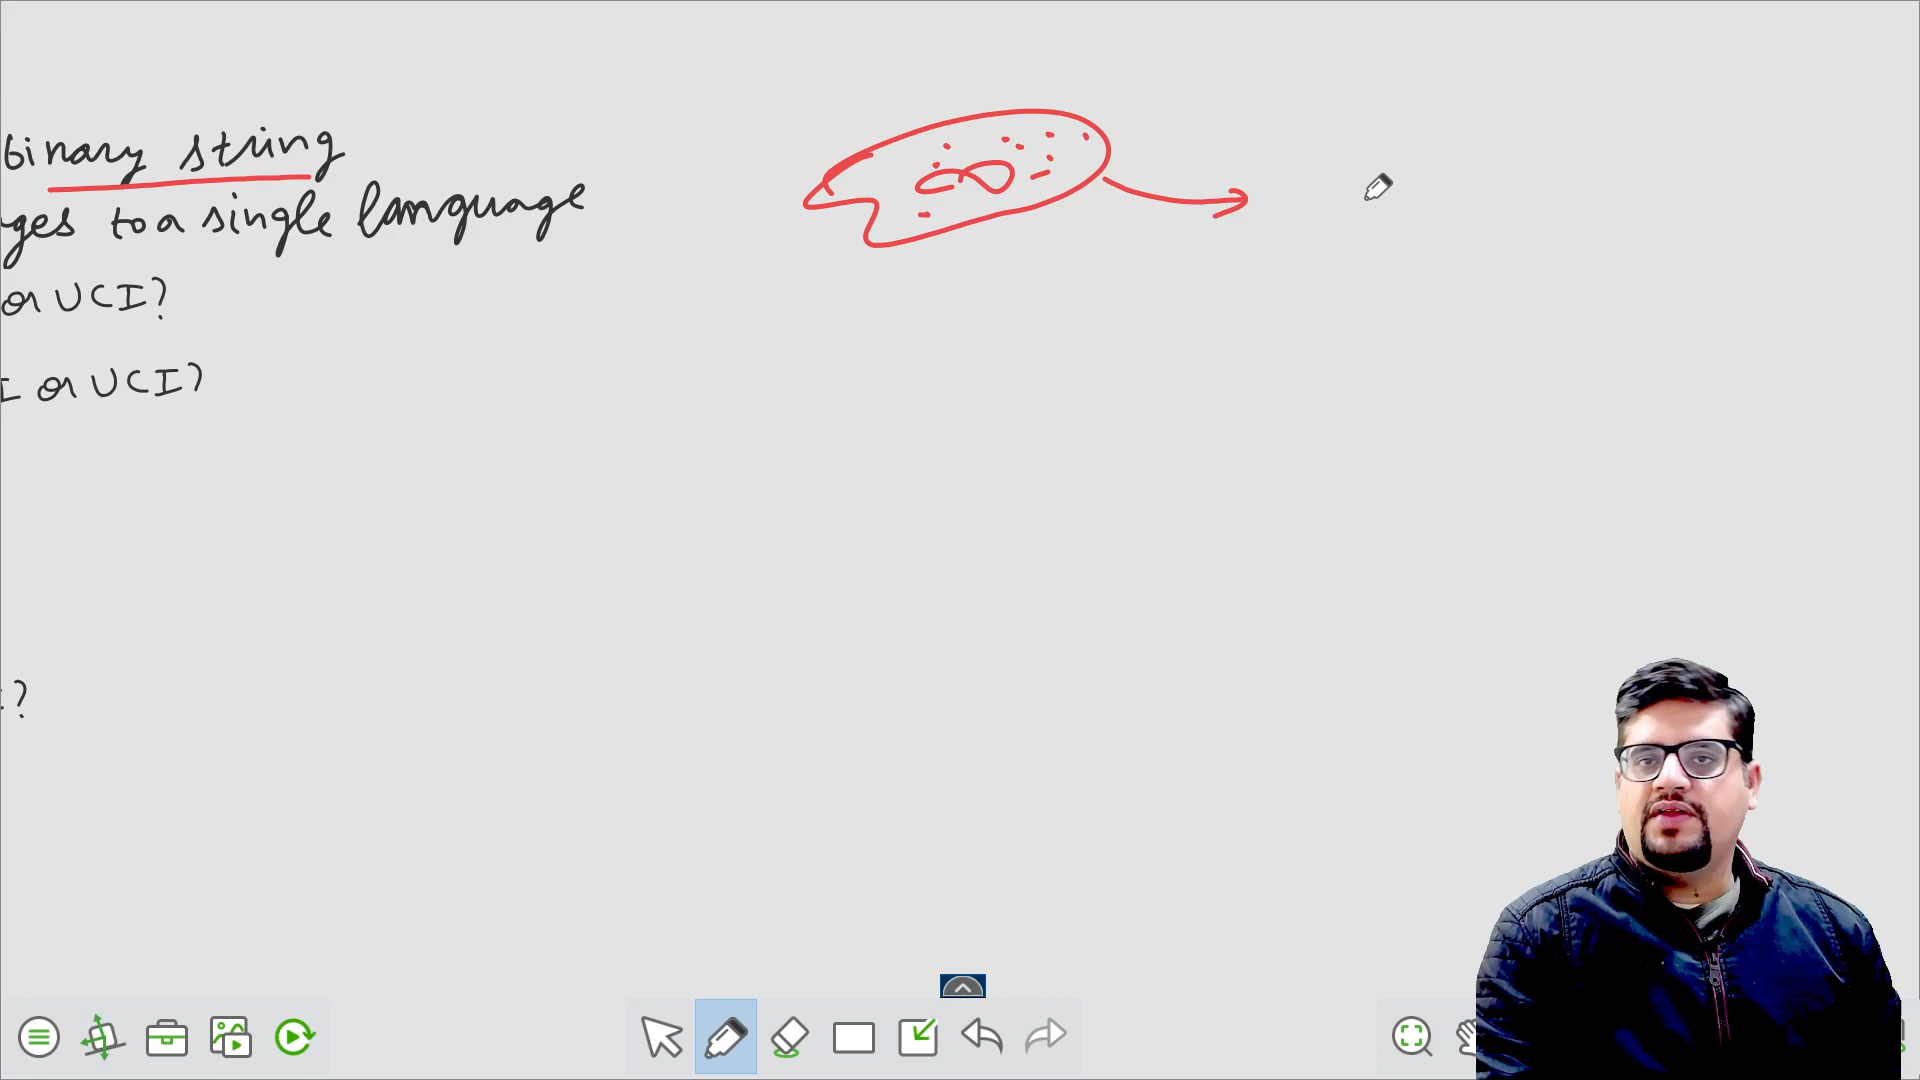 binary string
ges to a single language
or UCI?
I or UCI?
?